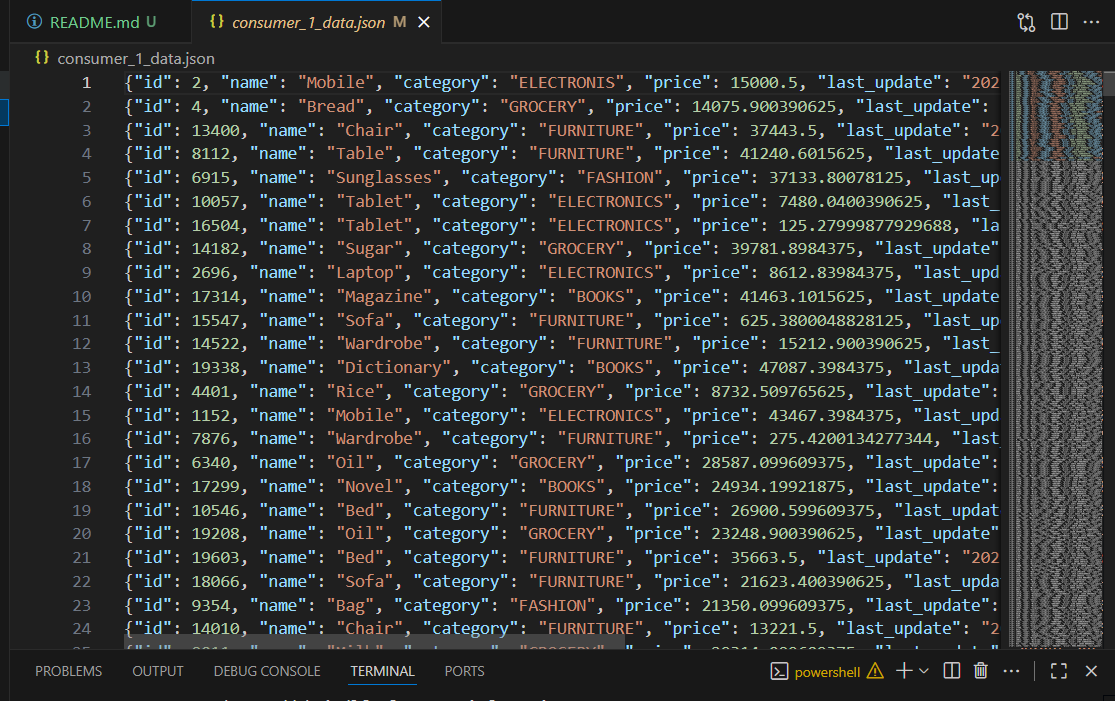 README.md U
{} consumer_1_data.json M
{} consumer_1_data.json
1 {"id": 2, "name": "Mobile", "category": "ELECTRONIS", "price": 15000.5, "last_update": "202
2 {"id": 4, "name": "Bread", "category": "GROCERY", "price": 14075.900390625, "last_update":
3 {"id": 13400, "name": "Chair", "category": "FURNITURE", "price": 37443.5, "last_update": "2
4 {"id": 8112, "name": "Table", "category": "FURNITURE", "price": 41240.6015625, "last_update
5 {"id": 6915, "name": "Sunglasses", "category": "FASHION", "price": 37133.80078125, "last_up
6 {"id": 10057, "name": "Tablet", "category": "ELECTRONICS", "price": 7480.0400390625, "last_
7 {"id": 16504, "name": "Tablet", "category": "ELECTRONICS", "price": 125.27999877929688, "la
8 {"id": 14182, "name": "Sugar", "category": "GROCERY", "price": 39781.8984375, "last_update"
9 {"id": 2696, "name": "Laptop", "category": "ELECTRONICS", "price": 8612.83984375, "last_upd
10 {"id": 17314, "name": "Magazine", "category": "BOOKS", "price": 41463.1015625, "last_update
11 {"id": 15547, "name": "Sofa", "category": "FURNITURE", "price": 625.3800048828125, "last_up
12 {"id": 14522, "name": "Wardrobe", "category": "FURNITURE", "price": 15212.900390625, "last_
13 {"id": 19338, "name": "Dictionary", "category": "BOOKS", "price": 47087.3984375, "last_upda
14 {"id": 4401, "name": "Rice", "category": "GROCERY", "price": 8732.509765625, "last_update":
15 {"id": 1152, "name": "Mobile", "category": "ELECTRONICS", "price": 43467.3984375, "last_upd
16 {"id": 7876, "name": "Wardrobe", "category": "FURNITURE", "price": 275.4200134277344, "last
17 {"id": 6340, "name": "Oil", "category": "GROCERY", "price": 28587.099609375, "last_update":
18 {"id": 17299, "name": "Novel", "category": "BOOKS", "price": 24934.19921875, "last_update":
19 {"id": 10546, "name": "Bed", "category": "FURNITURE", "price": 26900.599609375, "last_updat
20 {"id": 19208, "name": "Oil", "category": "GROCERY", "price": 23248.900390625, "last_update"
21 {"id": 19603, "name": "Bed", "category": "FURNITURE", "price": 35663.5, "last_update": "202
22 {"id": 18066, "name": "Sofa", "category": "FURNITURE", "price": 21623.400390625, "last_upda
23 {"id": 9354, "name": "Bag", "category": "FASHION", "price": 21350.099609375, "last_update":
24 {"id": 14010, "name": "Chair", "category": "FURNITURE", "price": 13221.5, "last_update": "2
PROBLEMS OUTPUT DEBUG CONSOLE TERMINAL PORTS powershell